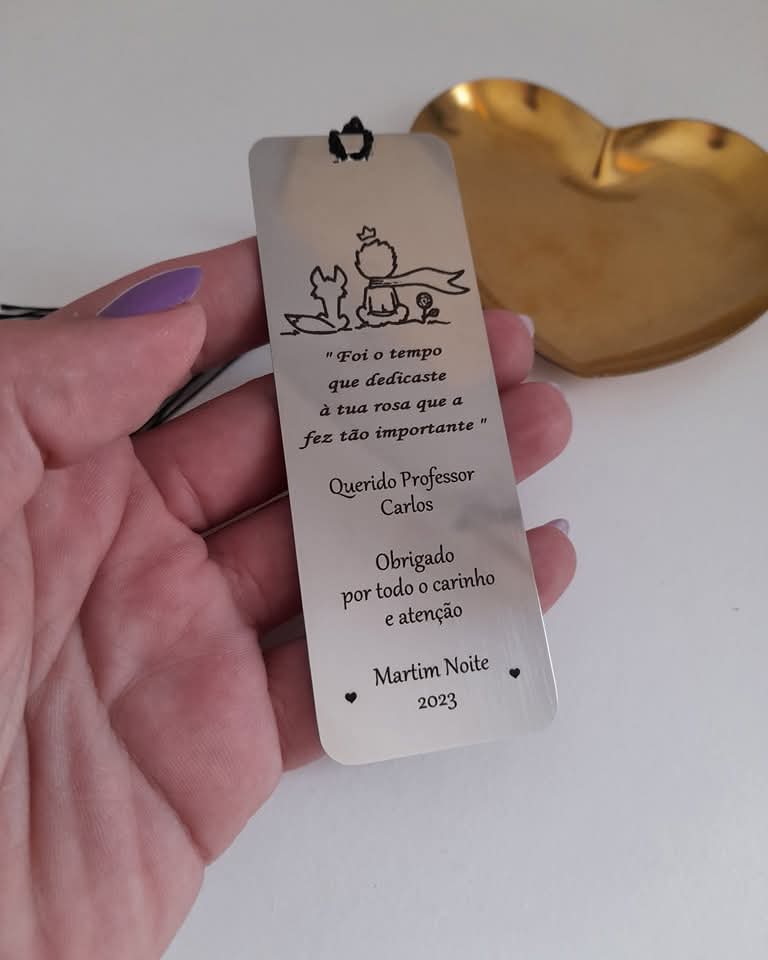 " Foi o tempo
que dedicaste
à tua rosa que a
fez tão importante "
Querido Professor
Carlos
Obrigado
por todo o carinho
e atenção
Martim Noite
2023